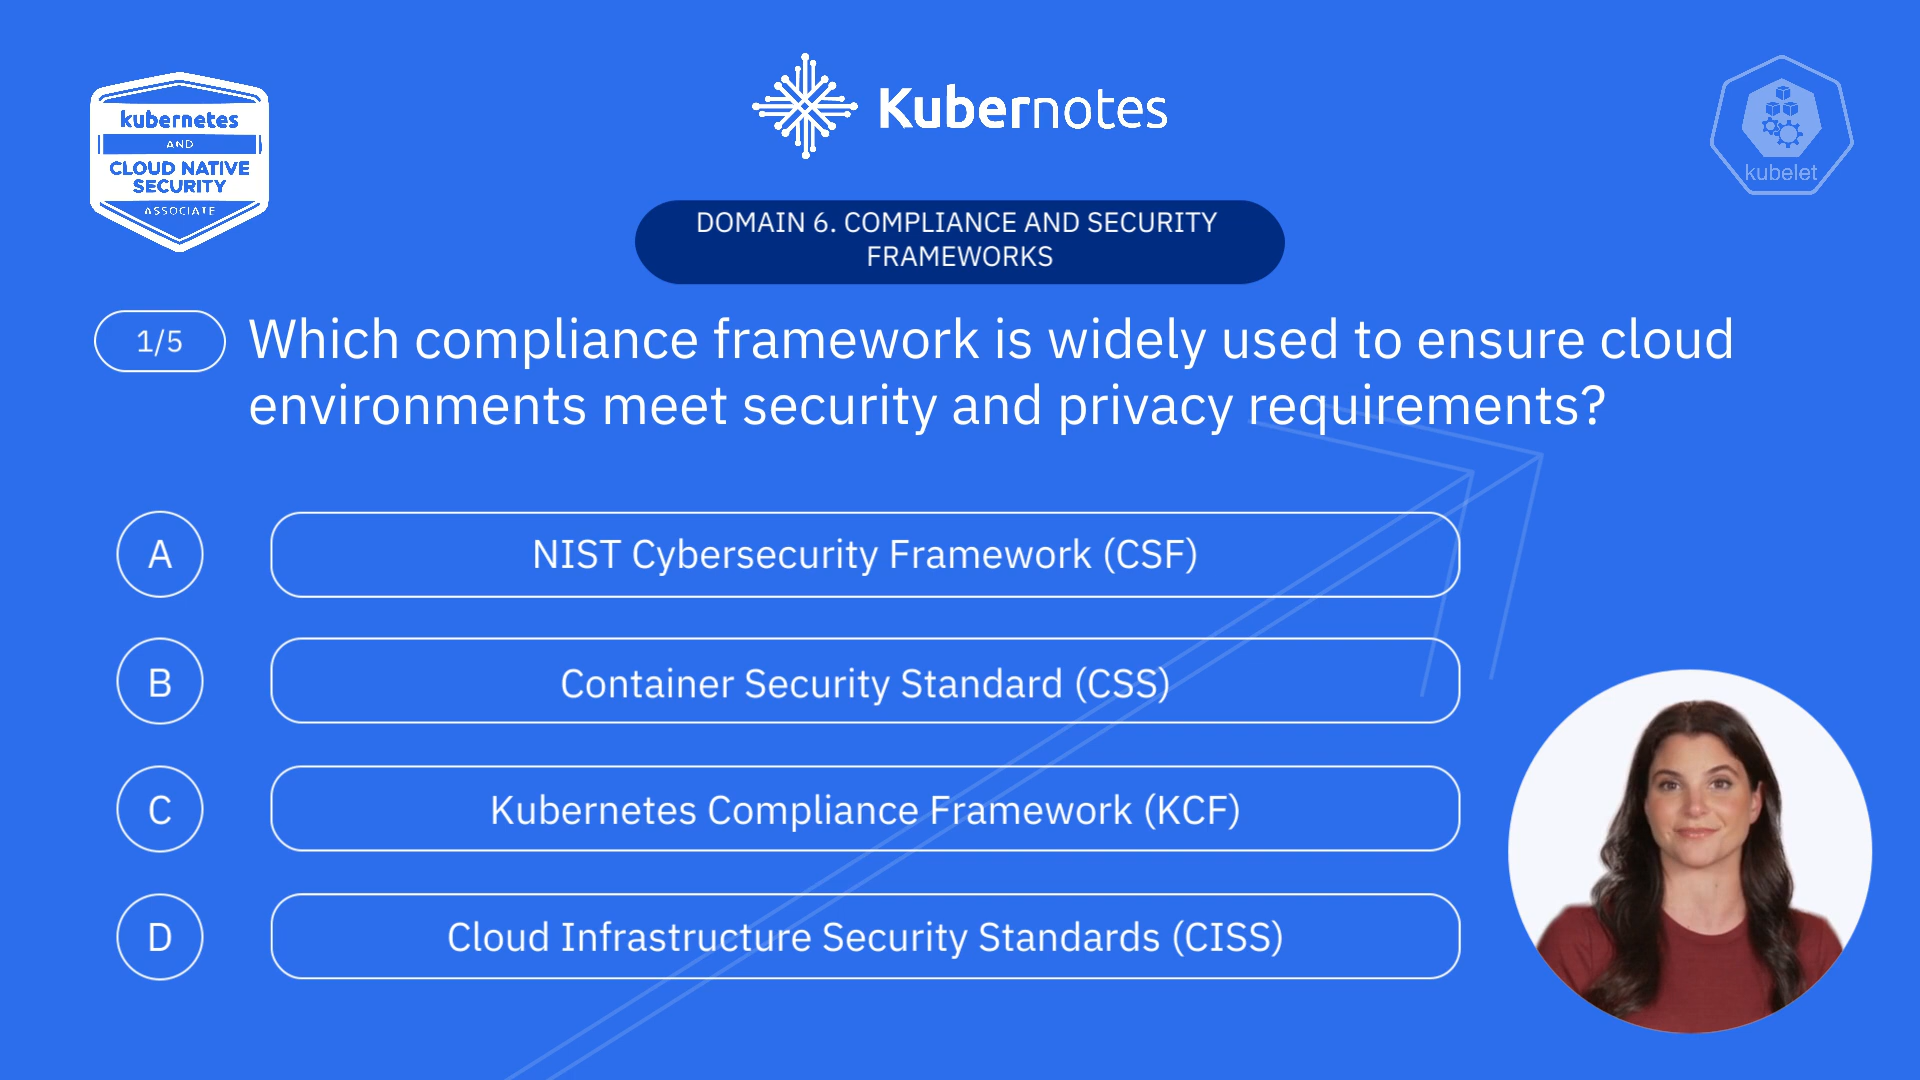 kubernetes
AND
CLOUD NATIVE
SECURITY
ASSOCIATE
Kubernotes
kubelet
DOMAIN 6. COMPLIANCE AND SECURITY
FRAMEWORKS
1/5
Which compliance framework is widely used to ensure cloud
environments meet security and privacy requirements?
A
NIST Cybersecurity Framework (CSF)
B
Container Security Standard (CSS)
C
Kubernetes Compliance Framework (KCF)
D
Cloud Infrastructure Security Standards (CISS)